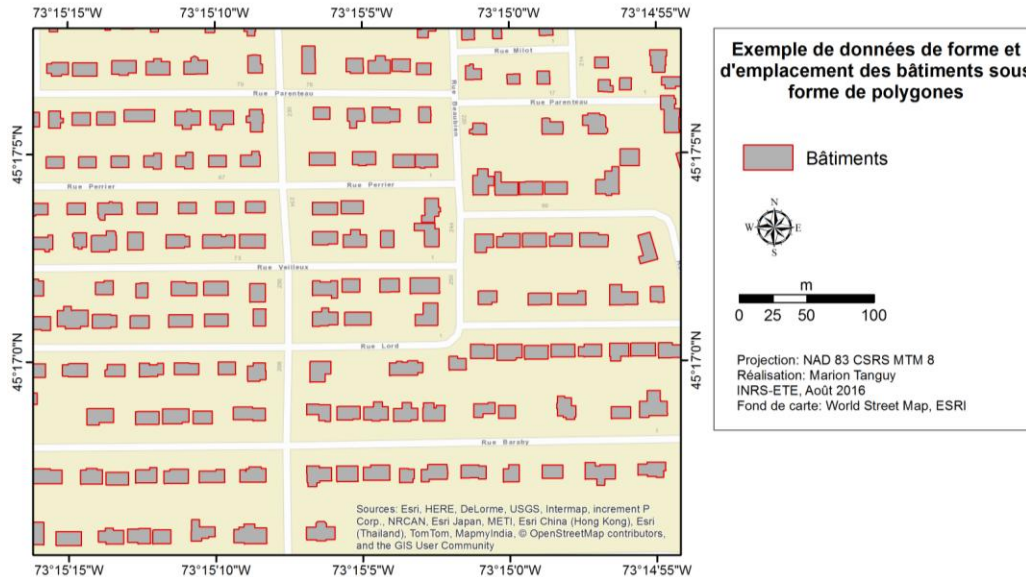 73°15'15"W 73°15'10"W 73°15'5"W 73°15'0"W 73°14'55"W
Rue Milot
Rue Parenteau
Rue Beaubien
Rue Parenteau
45°17'5"N 45°17'5"N
Rue Perrier
Rue Perrier
Rue Veilleux
45°17'0"N 45°17'0"N
Rue Lord
Rue Barsby
Sources: Esri, HERE, DeLorme, USGS, Intermap, increment P
Corp., NRCAN, Esri Japan, METI, Esri China (Hong Kong), Esri
(Thailand), TomTom, MapmyIndia, © OpenStreetMap contributors,
and the GIS User Community
73°15'15"W 73°15'10"W 73°15'5"W 73°15'0"W 73°14'55"W
Exemple de données de forme et
d'emplacement des bâtiments sous
forme de polygones
Bâtiments
N
W E
S
m
0 25 50 100
Projection: NAD 83 CSRS MTM 8
Réalisation: Marion Tanguy
INRS-ETE, Août 2016
Fond de carte: World Street Map, ESRI